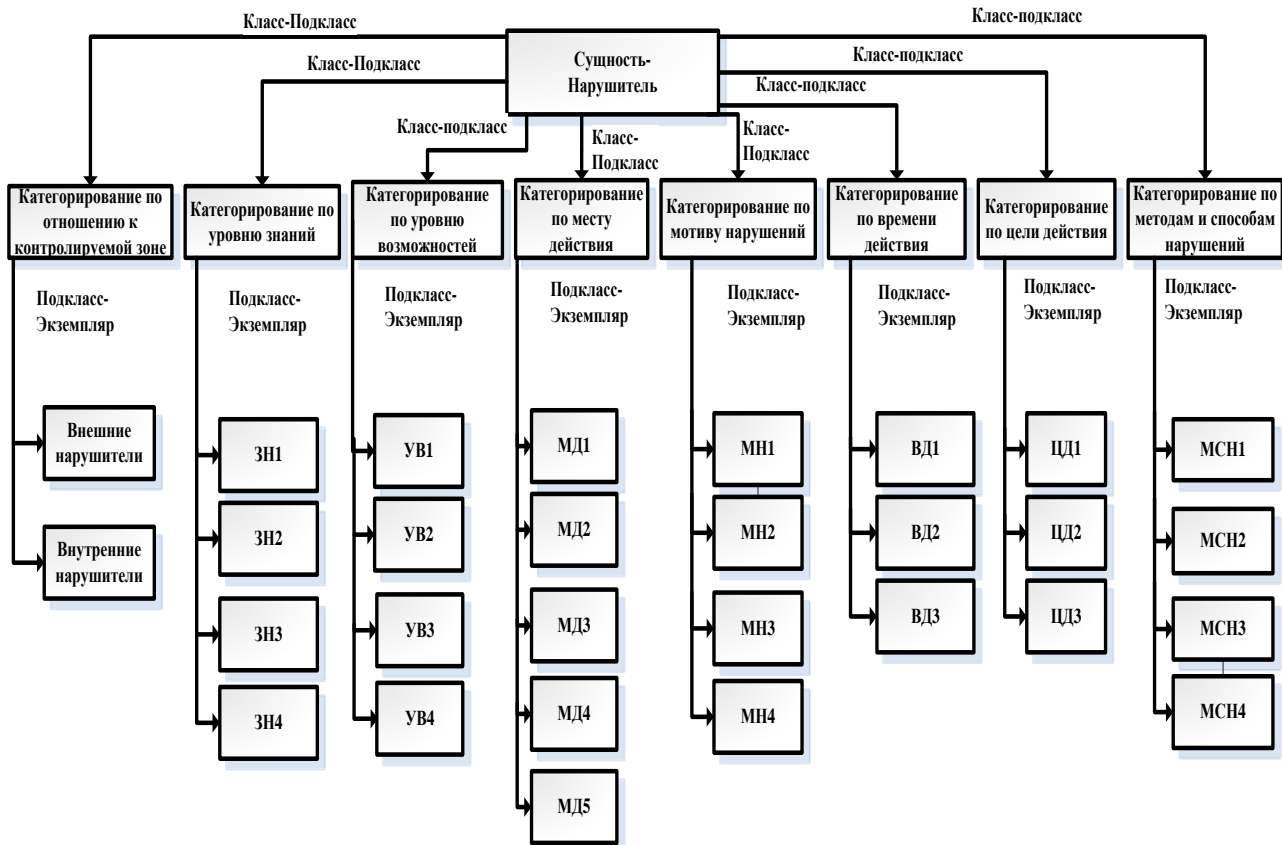 Класс-Подкласс
Класс-подкласс
Сущность-
Нарушитель
Класс-Подкласс
Класс-подкласс
Класс-подкласс
Класс-подкласс
Класс-
Подкласс
Класс-
Подкласс
Категорирование по
отношению к
контролируемой зоне
Категорирование по
уровню знаний
Категорирование
по уровню
возможностей
Категорирование
по месту
действия
Категорирование по
мотиву нарушений
Категорирование
по времени
действия
Категорирование
по цели действия
Категорирование по
методам и способам
нарушений
Подкласс-
Экземпляр
Подкласс-
Экземпляр
Подкласс-
Экземпляр
Подкласс-
Экземпляр
Подкласс-
Экземпляр
Подкласс-
Экземпляр
Подкласс-
Экземпляр
Подкласс-
Экземпляр
Внешние
нарушители
Внутренние
нарушители
ЗН1
ЗН2
ЗН3
ЗН4
УВ1
УВ2
УВ3
УВ4
МД1
МД2
МД3
МД4
МД5
МН1
МН2
МН3
МН4
ВД1
ВД2
ВД3
ЦД1
ЦД2
ЦД3
МСН1
МСН2
МСН3
МСН4